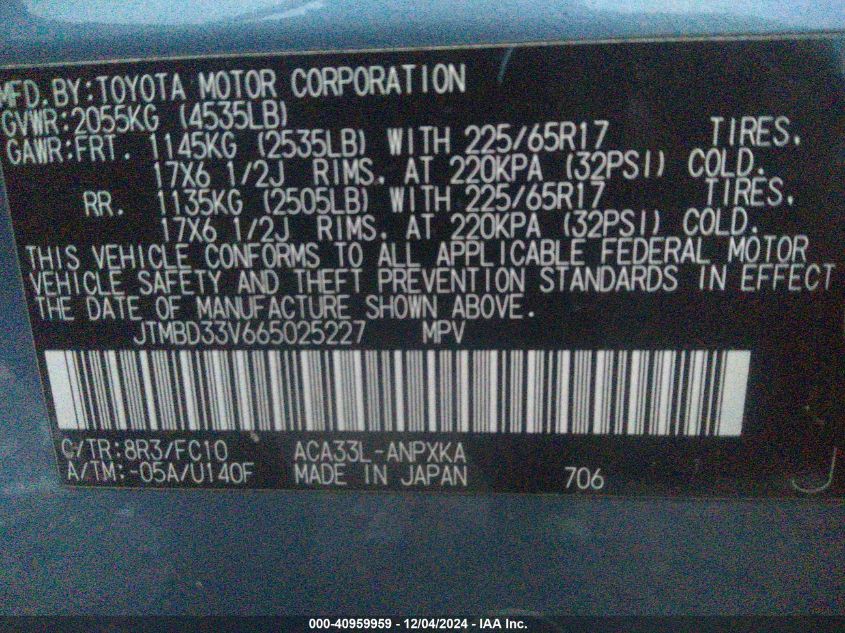 MFD.BY:TOYOTA MOTOR CORPORATION
GVWR:2055KG (4535LB)
GAWR:FRT. 1145KG (2535LB) WITH 225/65R17 TIRES.
17X6 1/2J RIMS. AT 220KPA (32PSI) COLD.
RR. 1135KG (2505LB) WITH 225/65R17 TIRES.
17X6 1/2J RIMS. AT 220KPA (32PSI) COLD.
THIS VEHICLE CONFORMS TO ALL APPLICABLE FEDERAL MOTOR
VEHICLE SAFETY AND THEFT PREVENTION STANDARDS IN EFFECT
THE DATE OF MANUFACTURE SHOWN ABOVE.
JTMBD33V665025227 MPV
C/TR:8R3/FC10 ACA33L-ANPXKA
A/TM:-05A/U140F MADE IN JAPAN 706
000-40959959 - 12/04/2024 - IAA Inc.